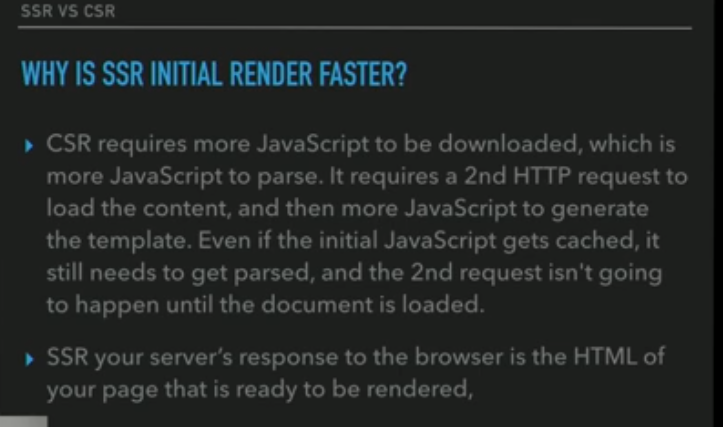 SSR VS CSR
WHY IS SSR INITIAL RENDER FASTER?
▸ CSR requires more JavaScript to be downloaded, which is
more JavaScript to parse. It requires a 2nd HTTP request to
load the content, and then more JavaScript to generate
the template. Even if the initial JavaScript gets cached, it
still needs to get parsed, and the 2nd request isn't going
to happen until the document is loaded.
▸ SSR your server's response to the browser is the HTML of
your page that is ready to be rendered,